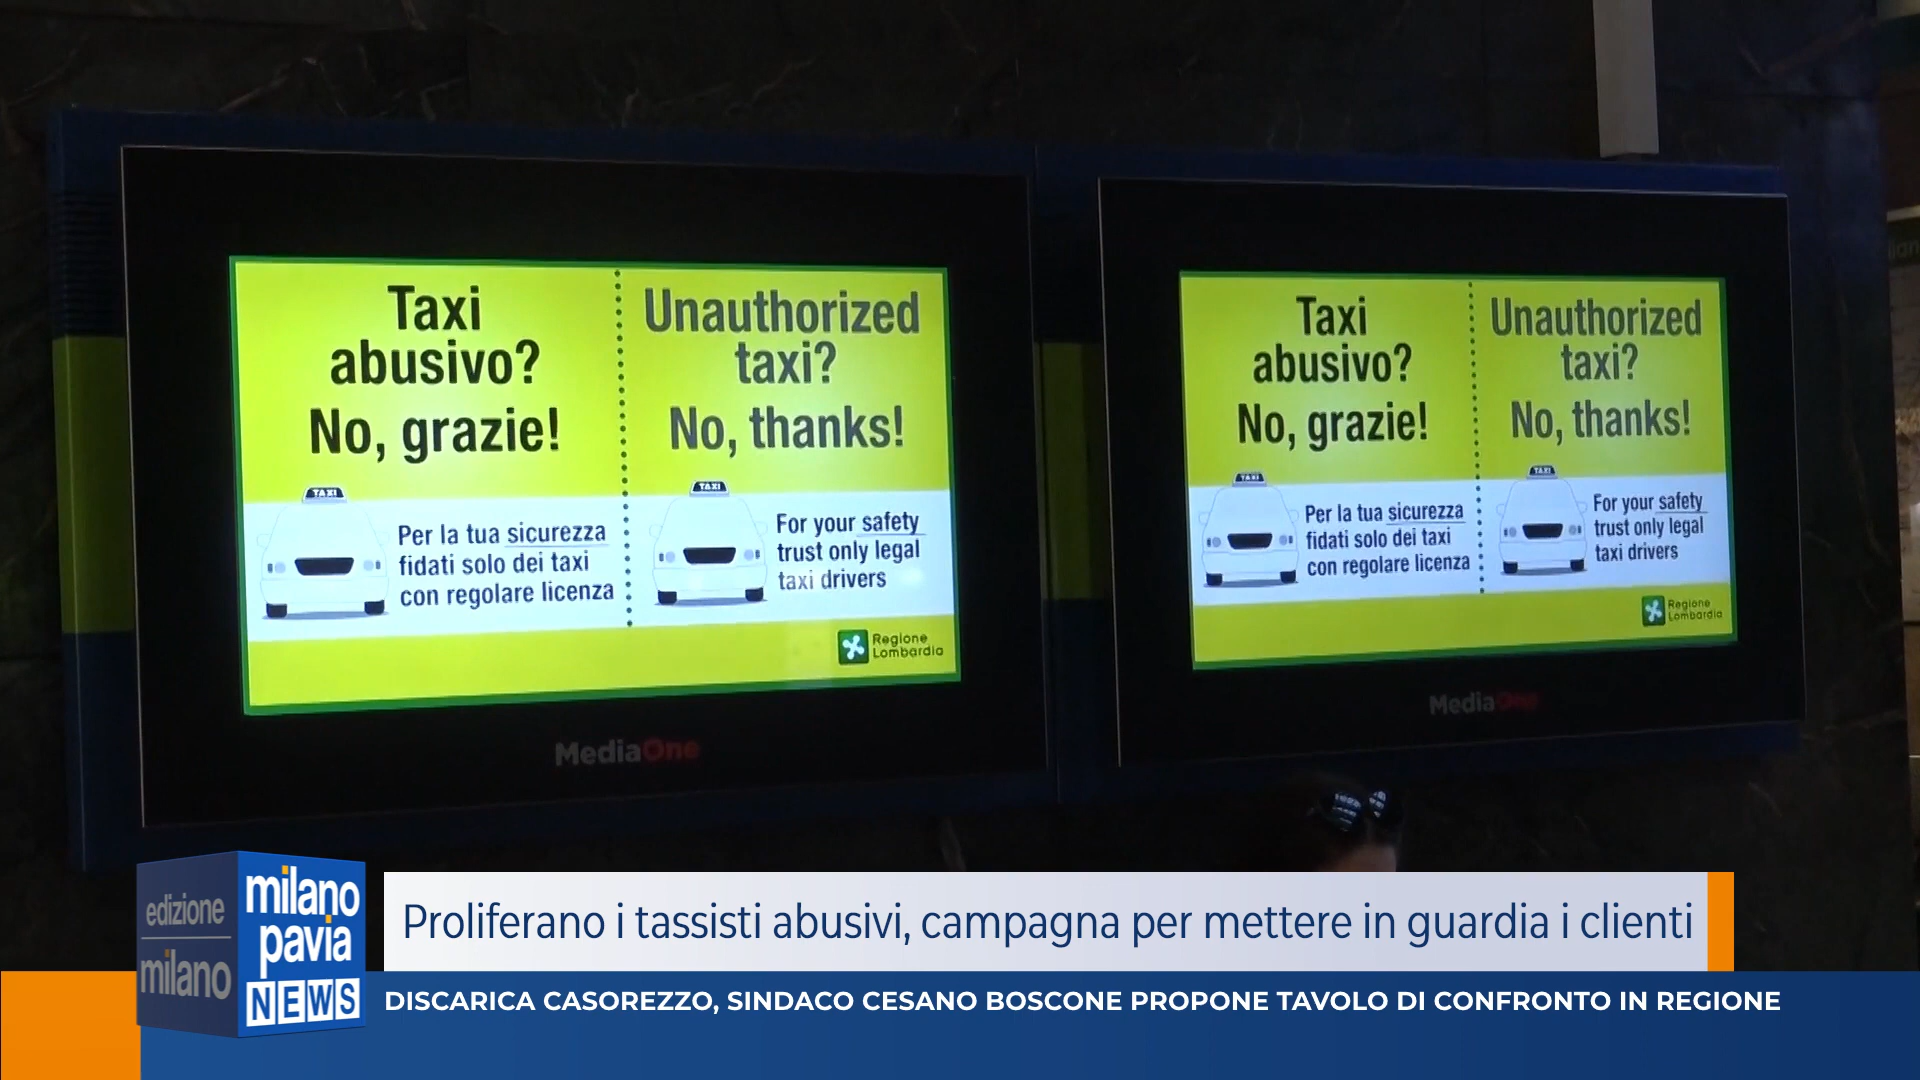 Taxi
abusivo?
No, grazie!
TAXI
Per la tua sicurezza
fidati solo dei taxi
con regolare licenza
Unauthorized
taxi?
No, thanks!
TAXI
For your safety
trust only legal
taxi drivers
Regione
Lombardia
MediaOne
Taxi
abusivo?
No, grazie!
TAXI
Per la tua sicurezza
fidati solo dei taxi
con regolare licenza
Unauthorized
taxi?
No, thanks!
TAXI
For your safety
trust only legal
taxi drivers
Regione
Lombardia
MediaOne
edizione
milano
milano
pavia
NEWS
Proliferano i tassisti abusivi, campagna per mettere in guardia i clienti
DISCARICA CASOREZZO, SINDACO CESANO BOSCONE PROPONE TAVOLO DI CONFRONTO IN REGIONE